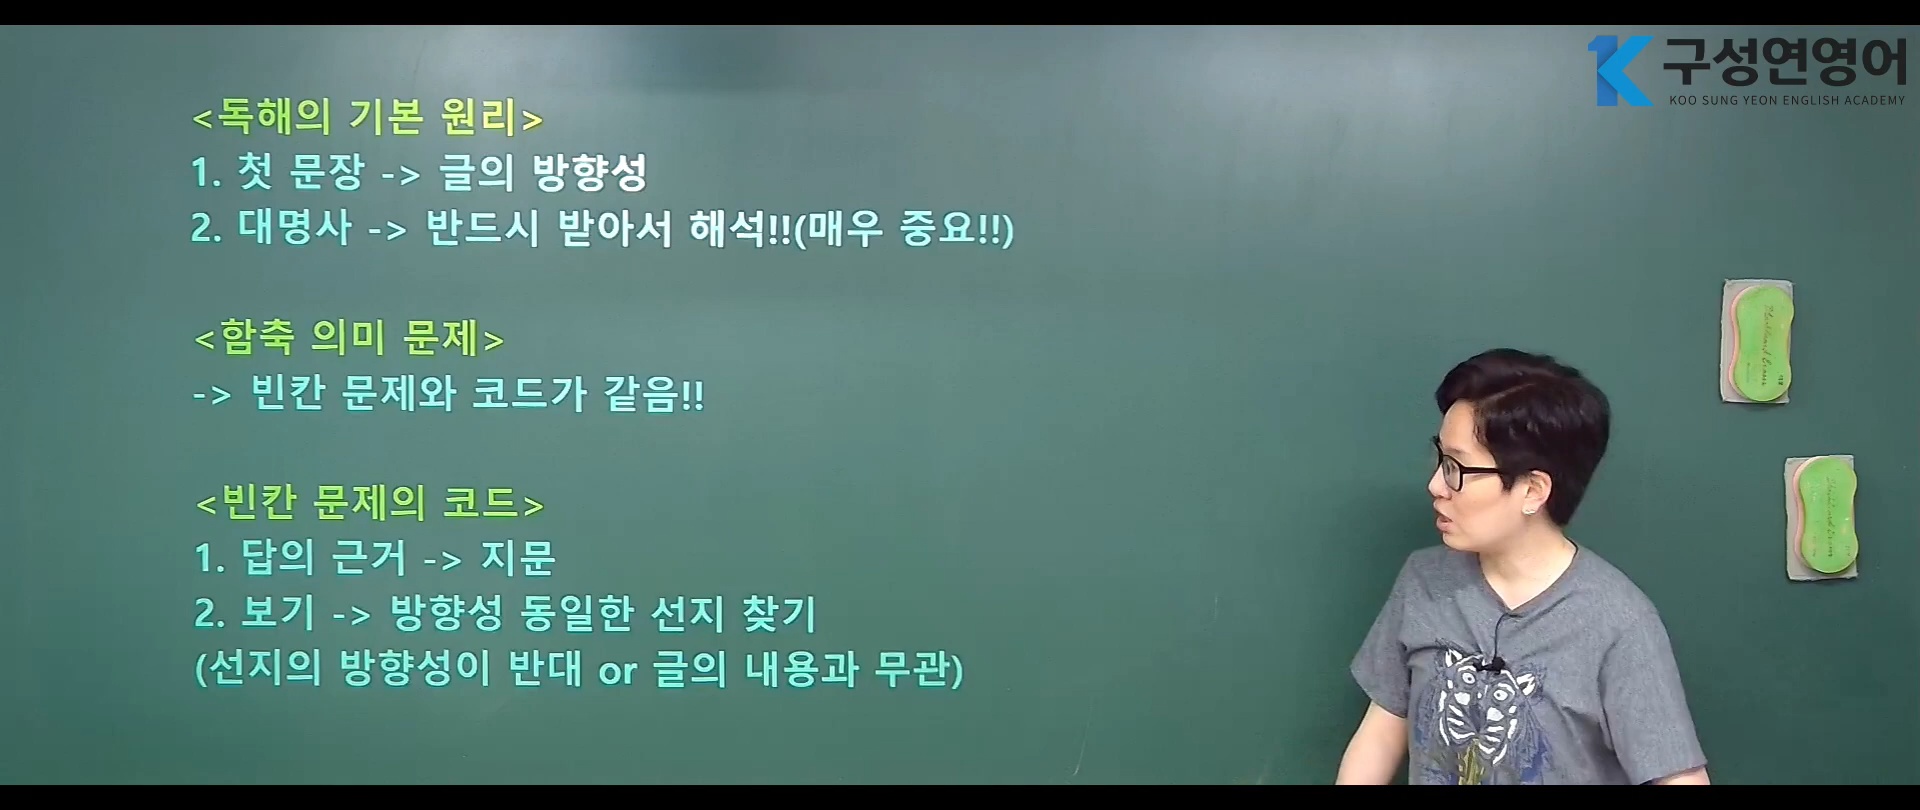 구성연영어
KOO SUNG YEON ENGLISH ACADEMY
<독해의 기본 원리>
1. 첫 문장 -> 글의 방향성
2. 대명사 -> 반드시 받아서 해석!!(매우 중요!!)
<함축 의미 문제>
-> 빈칸 문제와 코드가 같음!!
<빈칸 문제의 코드>
1. 답의 근거 -> 지문
2. 보기 -> 방향성 동일한 선지 찾기
(선지의 방향성이 반대 or 글의 내용과 무관)